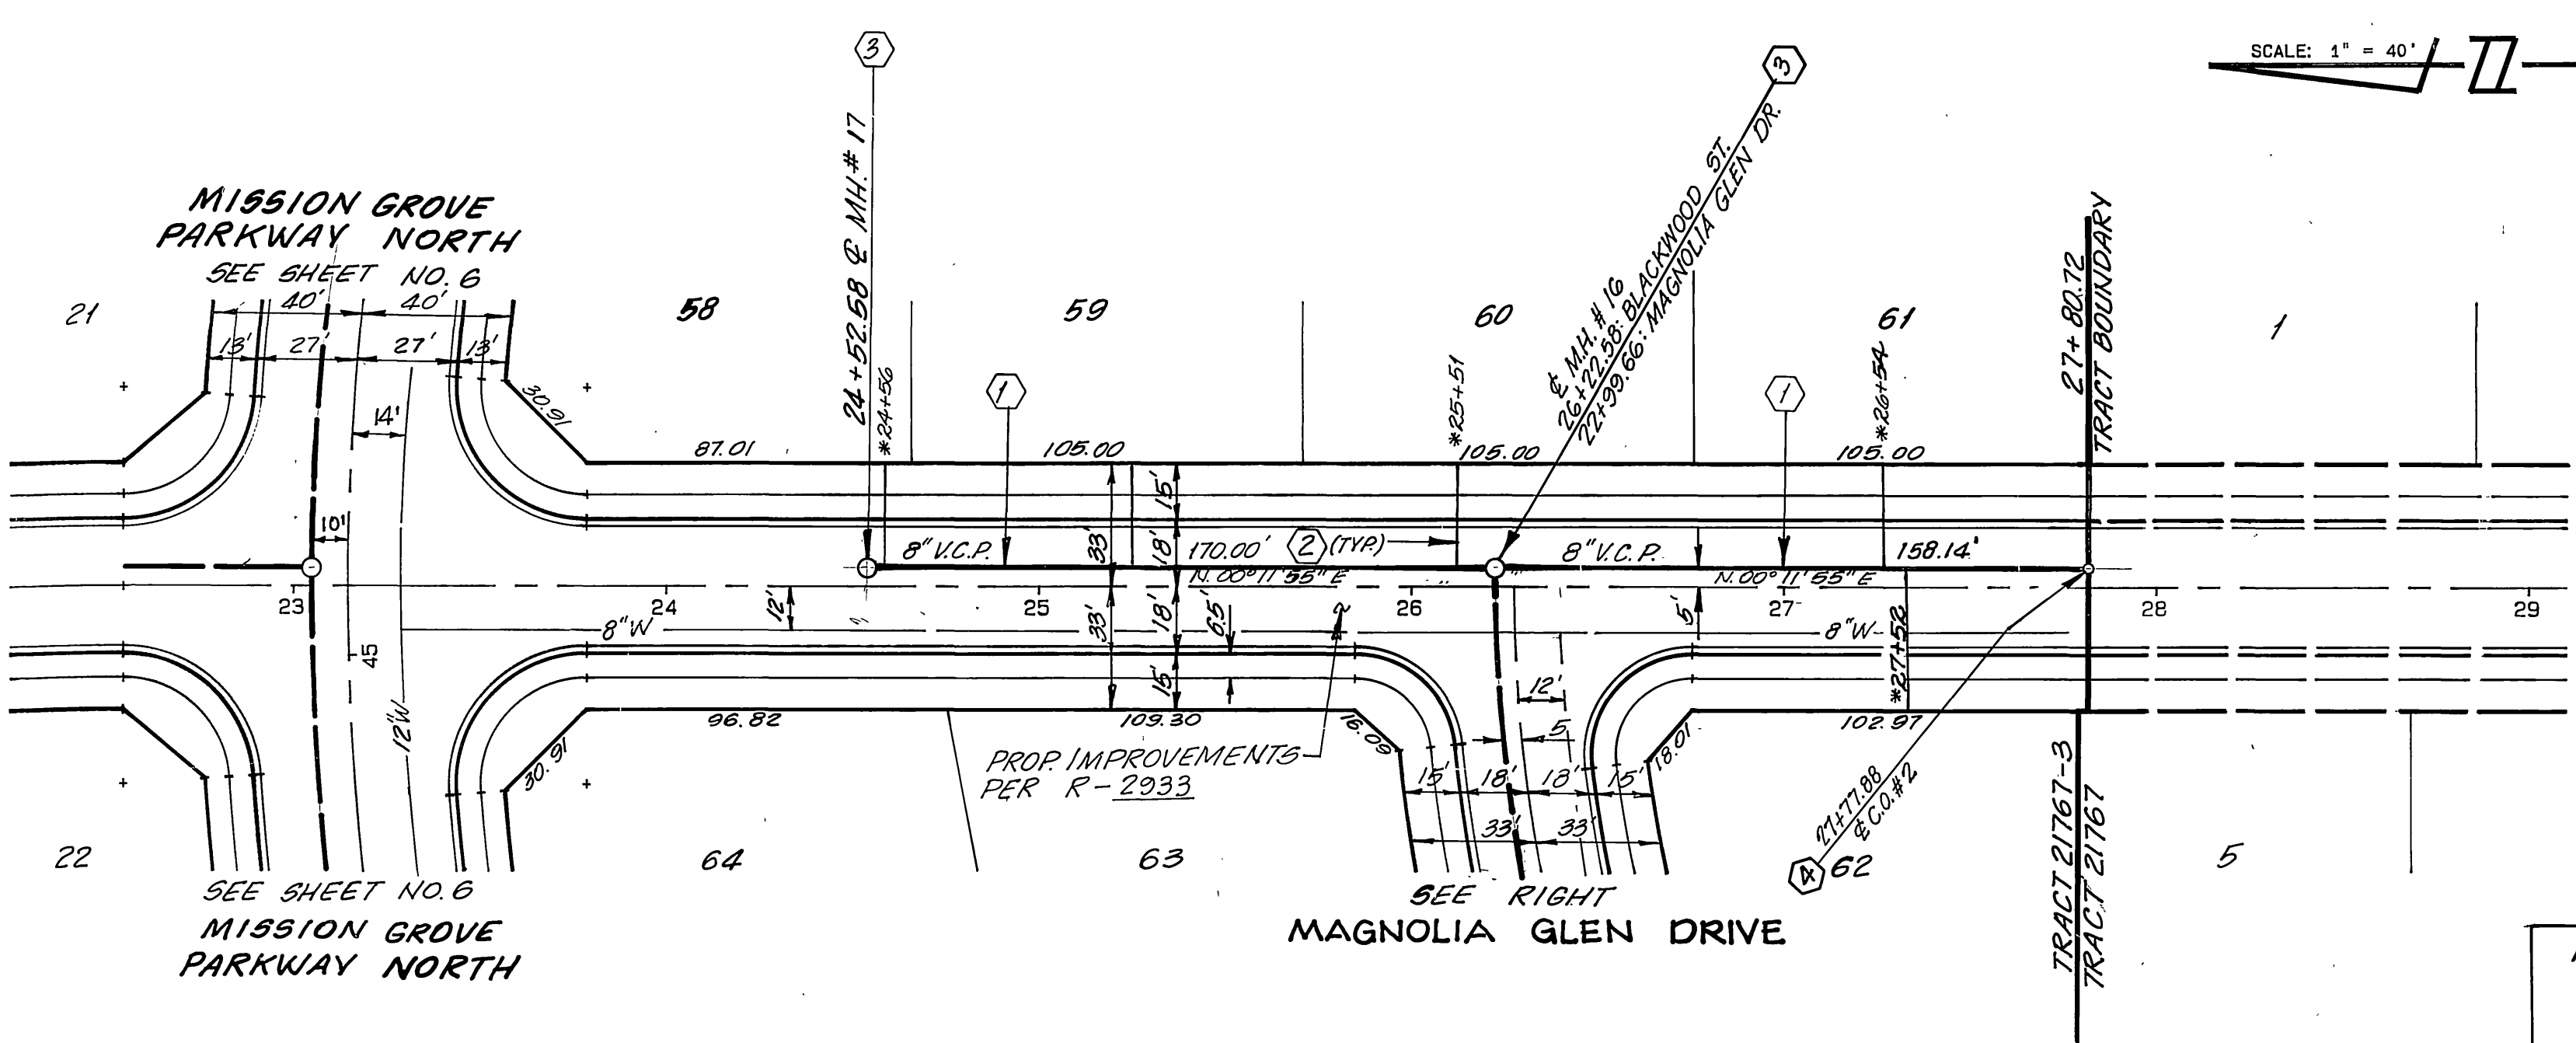 SCALE: 1" = 40'
3
3
24+52.58 ℄ MH.# 17
℄ M.H. # 16
26+22.58: BLACKWOOD ST.
22+99.66: MAGNOLIA GLEN DR.
MISSION GROVE
PARKWAY NORTH
SEE SHEET NO. 6
40' 40'
13' 27' 27' 13'
14'
10'
21
58
59
60
61
1
27+80.72
TRACT BOUNDARY
*24+56
*25+51
*26+54
1
1
30.91
87.01
105.00
105.00
105.00
33'
15'
18'
8" V.C.P.
170.00'
2 (TYP.)
8" V.C.P.
158.14'
N. 00° 11' 55" E
N. 00° 11' 55" E
23
24
25
26
27
28
29
12'
8"W
33'
18'
6.5'
15'
5'
8"W
*27+52
45
12"W
12'
5
96.82
109.30
16.09
18.01
102.97
30.91
PROP. IMPROVEMENTS
PER R-2933
15' 18' 18' 15'
33' 33'
27+77.88
℄ C.O.#2
4
62
22
64
63
5
TRACT 21767-3
TRACT 21767
SEE SHEET NO. 6
MISSION GROVE
PARKWAY NORTH
SEE RIGHT
MAGNOLIA GLEN DRIVE